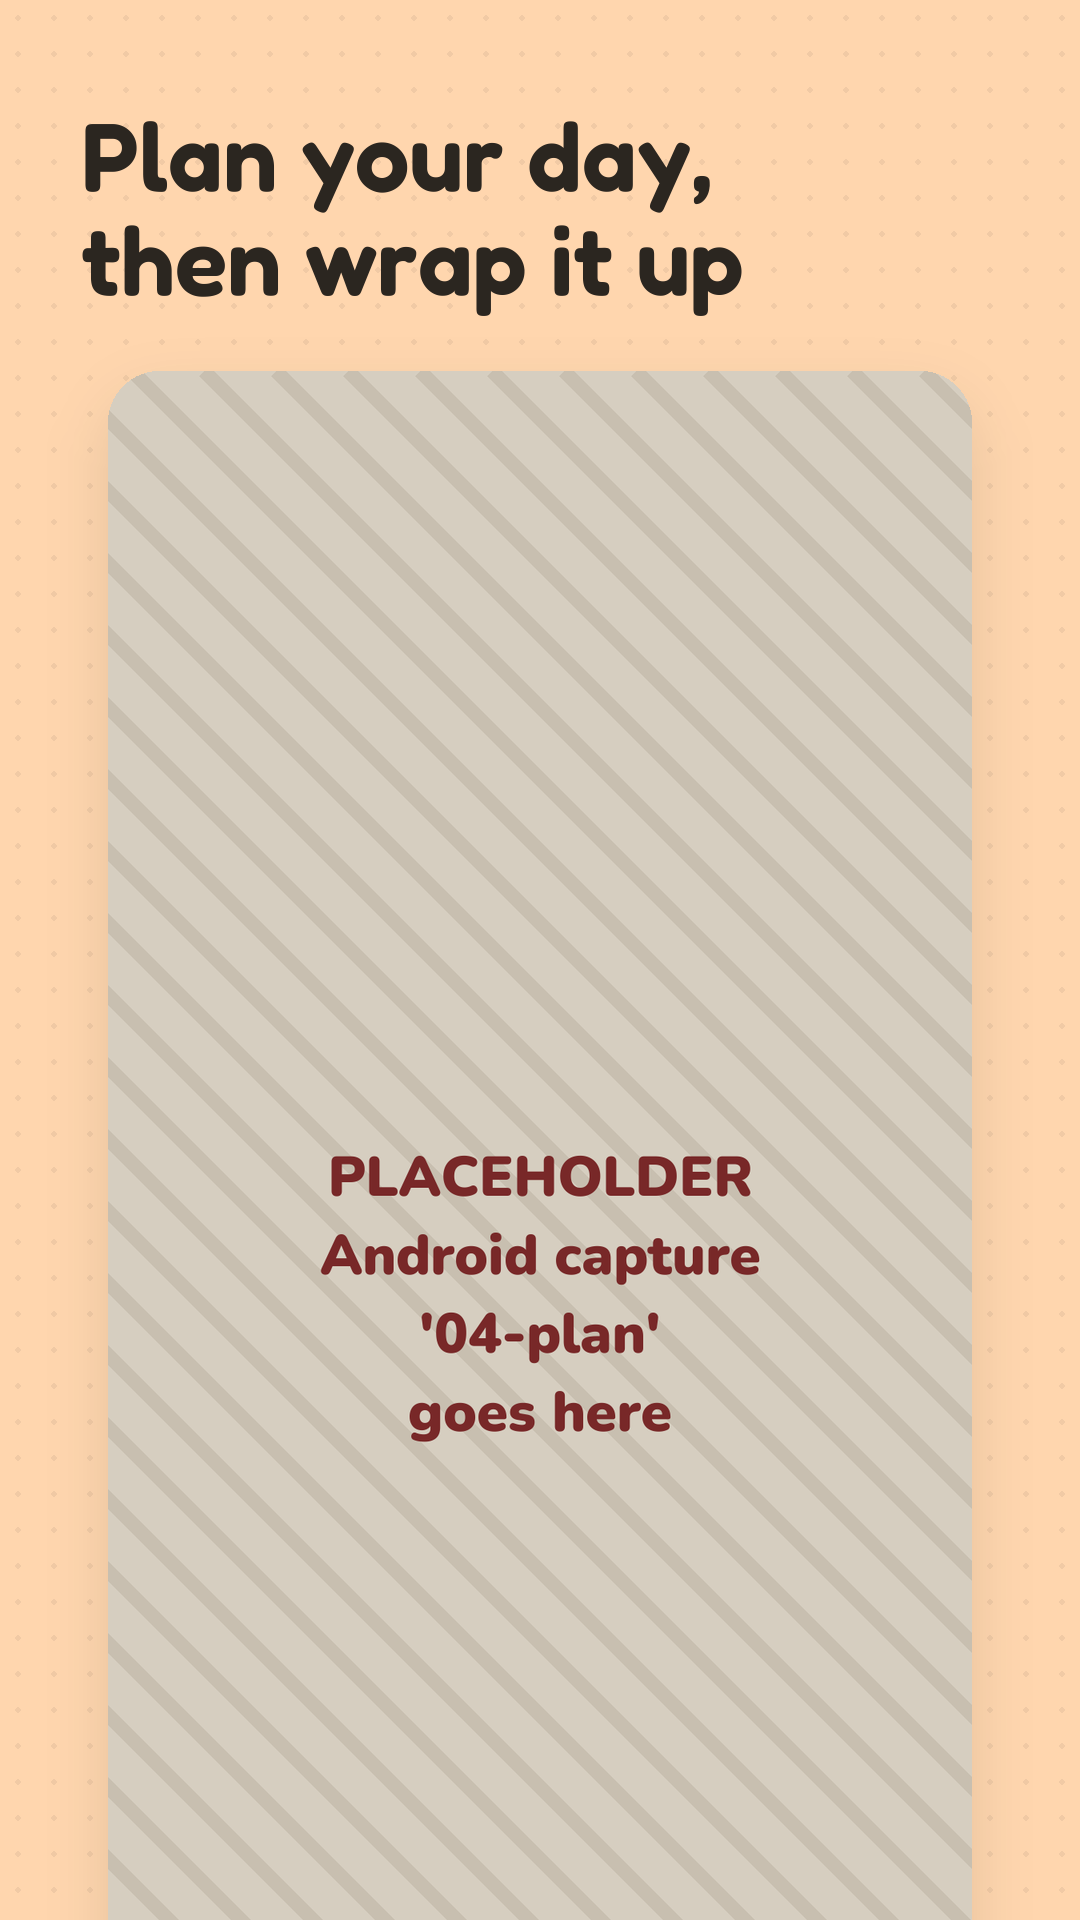 Plan your day,
then wrap it up
PLACEHOLDER
Android capture
'04-plan'
goes here